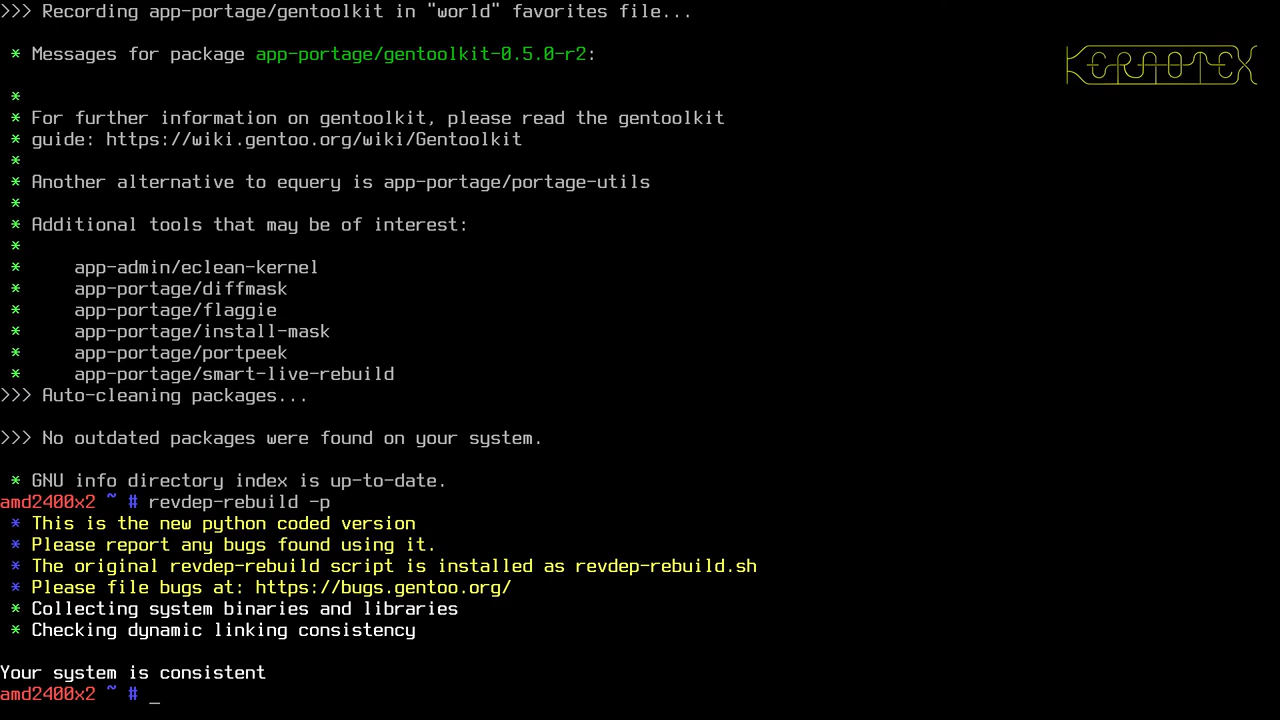 >>> Recording app-portage/gentoolkit in "world" favorites file...
KERNOTEX
* Messages for package app-portage/gentoolkit-0.5.0-r2:
*
* For further information on gentoolkit, please read the gentoolkit
* guide: https://wiki.gentoo.org/wiki/Gentoolkit
*
* Another alternative to equery is app-portage/portage-utils
*
* Additional tools that may be of interest:
*
*     app-admin/eclean-kernel
*     app-portage/diffmask
*     app-portage/flaggie
*     app-portage/install-mask
*     app-portage/portpeek
*     app-portage/smart-live-rebuild
>>> Auto-cleaning packages...
>>> No outdated packages were found on your system.
* GNU info directory index is up-to-date.
amd2400x2 ~ # revdep-rebuild -p
* This is the new python coded version
* Please report any bugs found using it.
* The original revdep-rebuild script is installed as revdep-rebuild.sh
* Please file bugs at: https://bugs.gentoo.org/
* Collecting system binaries and libraries
* Checking dynamic linking consistency
Your system is consistent
amd2400x2 ~ # _